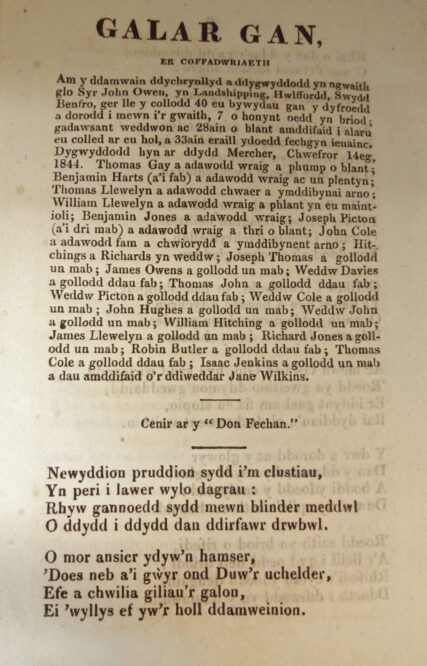 GALAR GAN,
ER COFFADWRIAETH
Am y ddamwain ddychrynllyd a ddygwyddodd yn ngwaith
glo Syr John Owen, yn Landshipping, Hwlffordd, Swydd
Benfro, ger lle y collodd 40 eu bywydau gan y dyfroedd
a dorodd i mewn i'r gwaith, 7 o honynt oedd yn briod;
gadawsant weddwon ac 28ain o blant amddifaid i alaru
eu colled ar eu hol, a 33ain eraill ydoedd fechgyn ieuainc.
Dygwyddodd hyn ar ddydd Mercher, Chwefror 14eg,
1844. Thomas Gay a adawodd wraig a phump o blant;
Benjamin Harts (a'i fab) a adawodd wraig ac un plentyn;
Thomas Llewelyn a adawodd chwaer a ymddibynai arno;
William Llewelyn a adawodd wraig a phlant yn eu maint-
ioli; Benjamin Jones a adawodd wraig; Joseph Picton
(a'i dri mab) a adawodd wraig a thri o blant; John Cole
a adawodd fam a chwiorydd a ymddibynent arno; Hit-
chings a Richards yn weddw; Joseph Thomas a gollodd
un mab; James Owens a gollodd un mab; Weddw Davies
a gollodd ddau fab; Thomas John a gollodd ddau fab;
Weddw Picton a gollodd ddau fab; Weddw Cole a gollodd
un mab; John Hughes a gollodd un mab; Weddw John
a gollodd un mab; William Hitching a gollodd un mab;
James Llewelyn a gollodd un mab; Richard Jones a goll-
odd un mab; Robin Butler a gollodd ddau fab; Thomas
Cole a gollodd ddau fab; Isaac Jenkins a gollodd un mab
a dau amddifaid o'r ddiweddar Jane Wilkins.
Cenir ar y "Don Fechan."
Newyddion pruddion sydd i'm clustiau,
Yn peri i lawer wylo dagrau :
Rhyw gannoedd sydd mewn blinder meddwl
O ddydd i ddydd dan ddirfawr drwbwl.
O mor ansicr ydyw'n hamser,
'Does neb a'i gŵyr ond Duw'r uchelder,
Efe a chwilia giliau'r galon,
Ei 'wyllys ef yw'r holl ddamweinion.